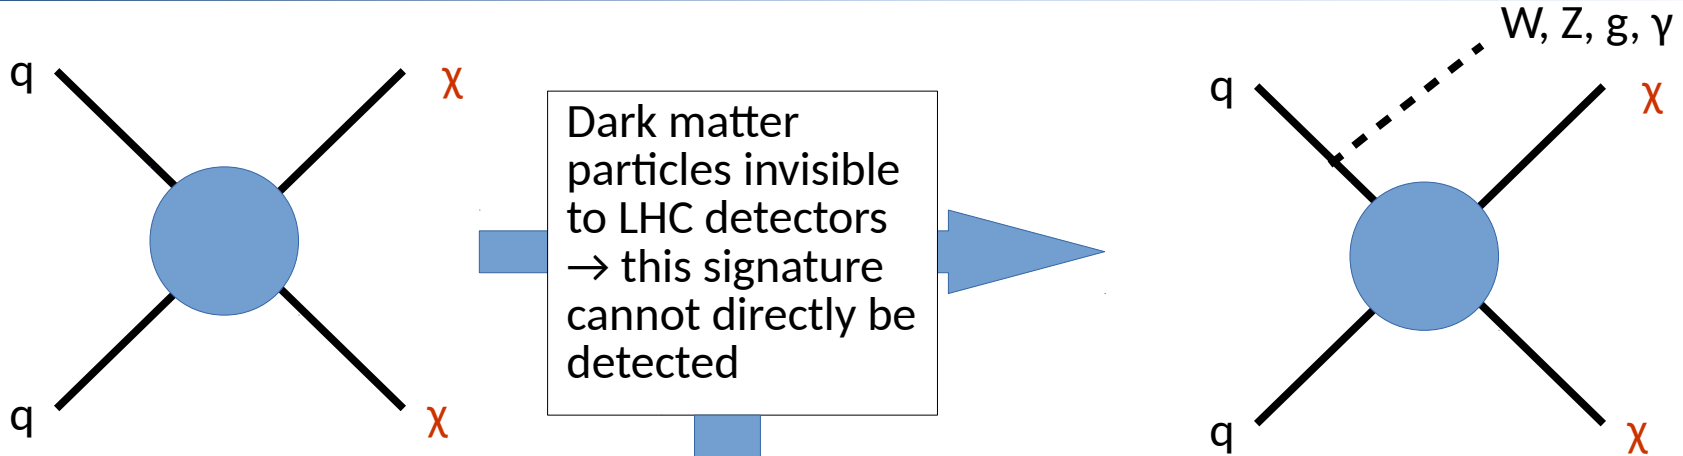 q
χ
q
χ
Dark matter
particles invisible
to LHC detectors
→ this signature
cannot directly be
detected
W, Z, g, γ
q
χ
q
χ